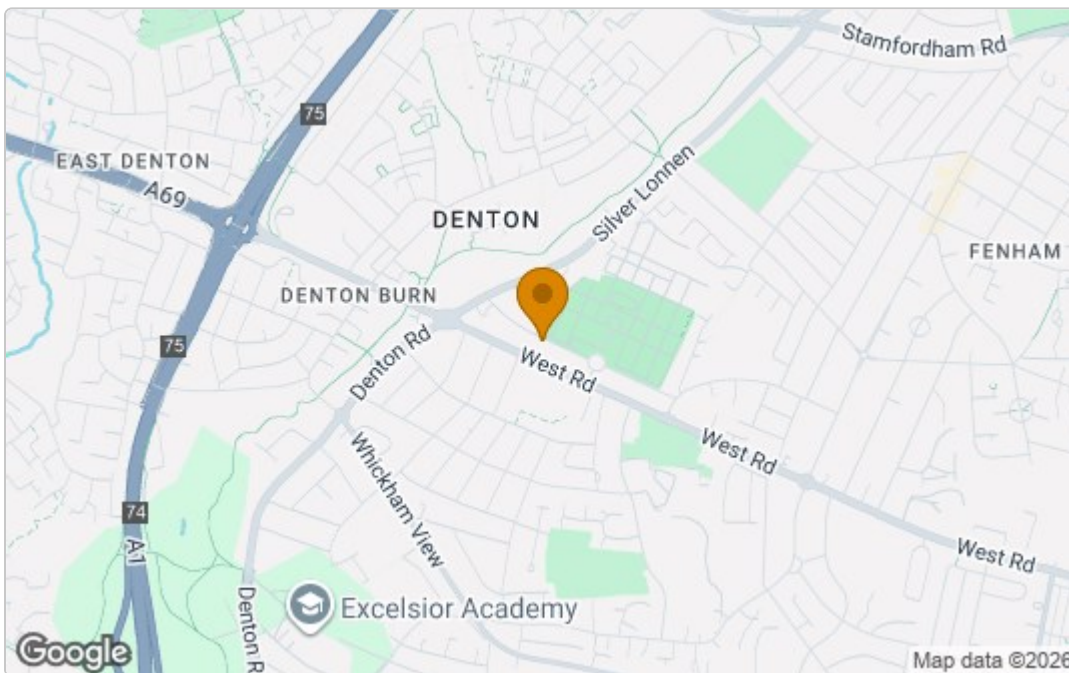 Stamfordham Rd
75
EAST DENTON
A69
Silver Lonnen
DENTON
FENHAM
DENTON BURN
75
Denton Rd
West Rd
Whickham View
West Rd
74
A1
West Rd
Denton R
Excelsior Academy
Google
Map data ©2026